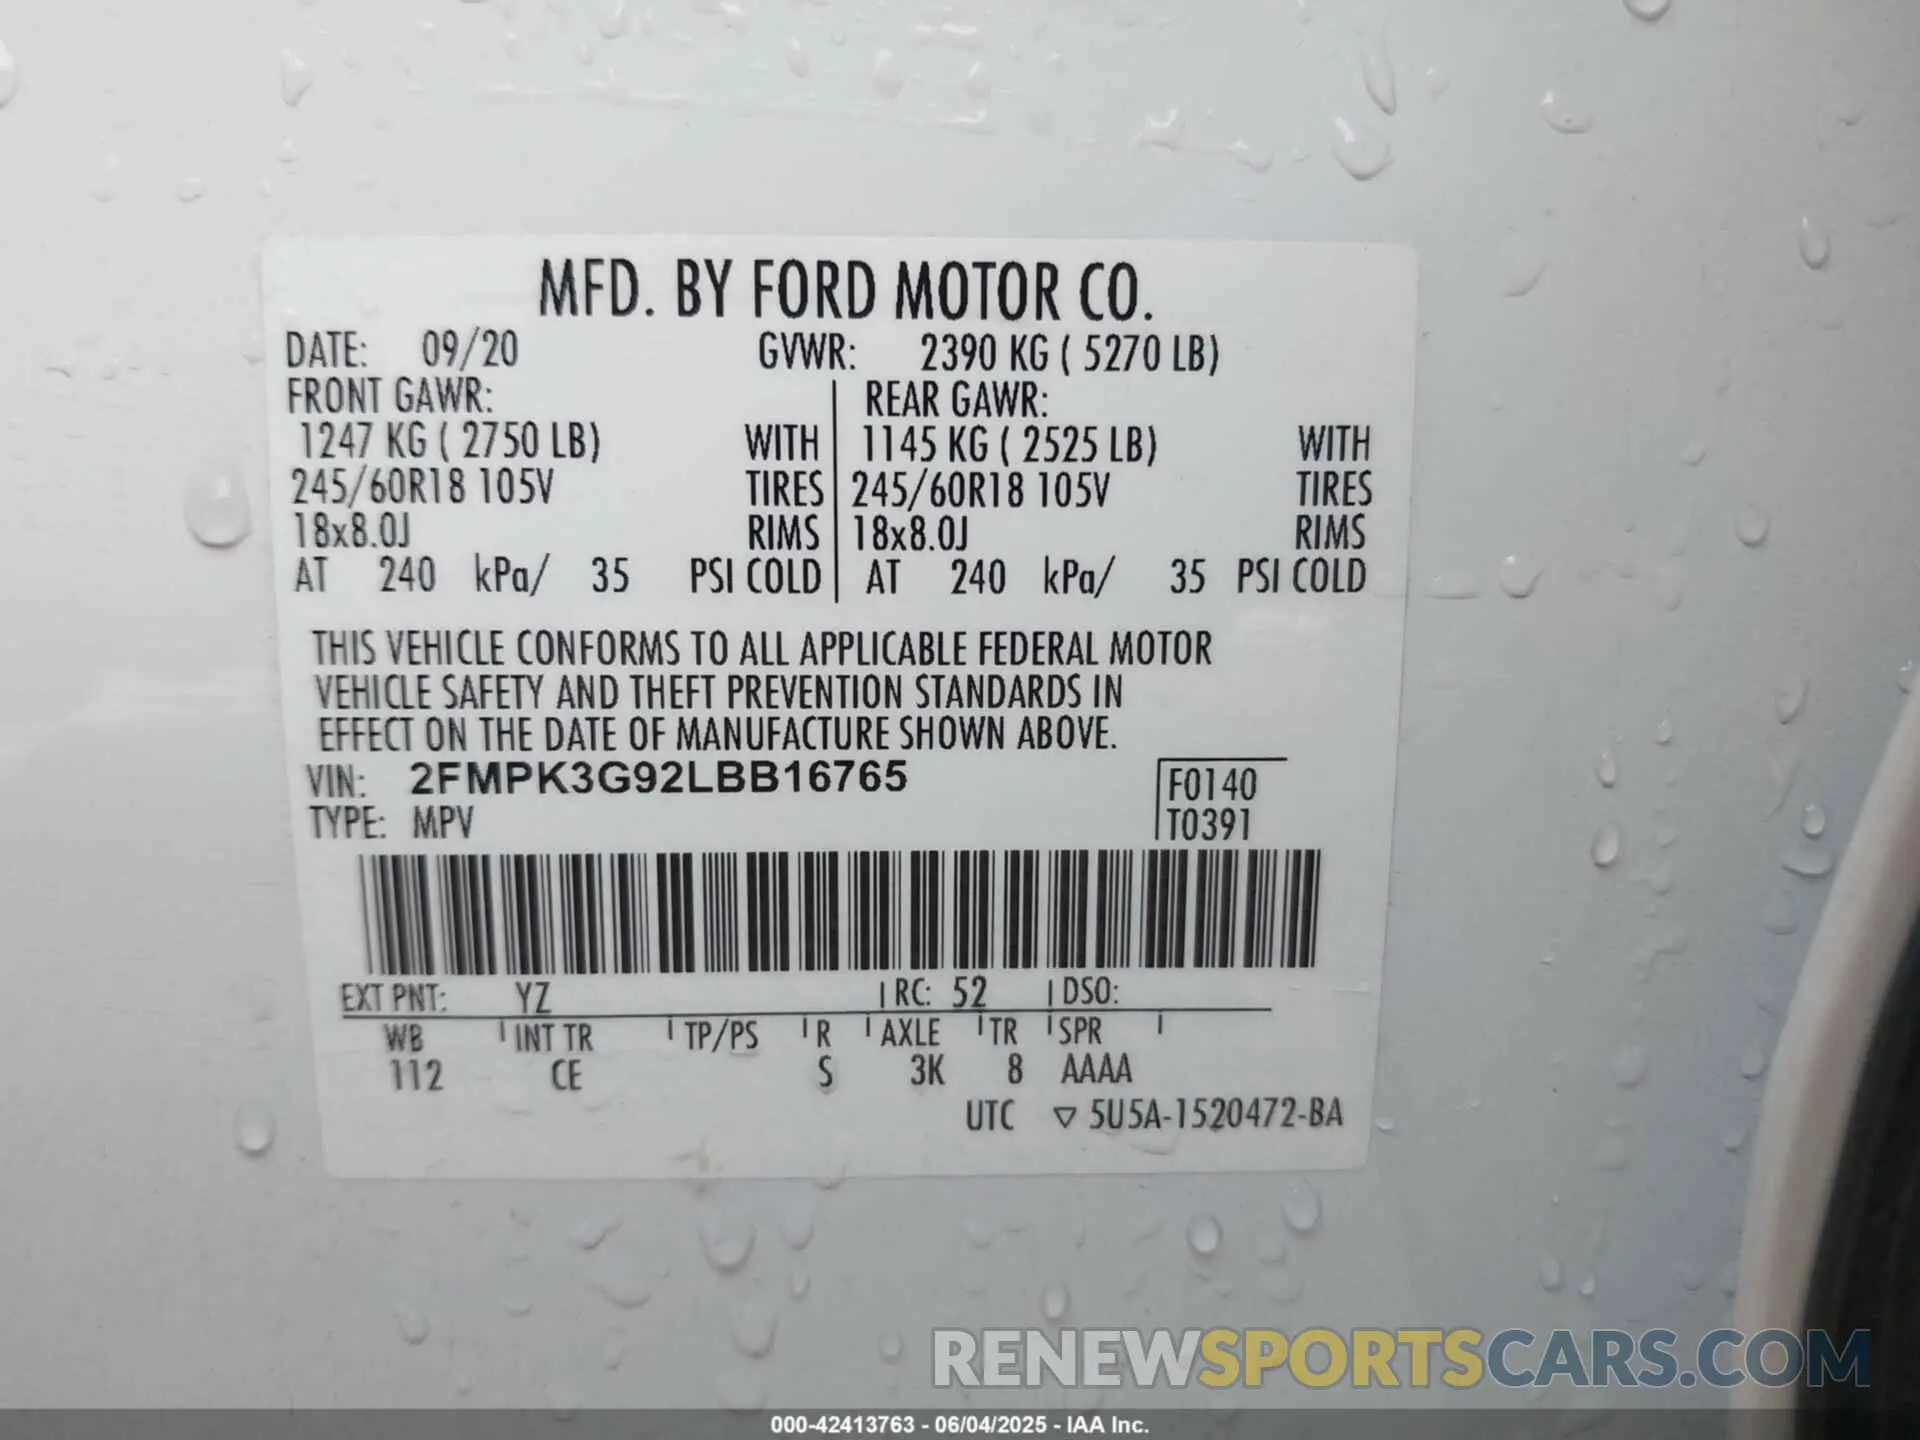 MFD. BY FORD MOTOR CO.
DATE: 09/20 GVWR: 2390 KG ( 5270 LB)
FRONT GAWR: REAR GAWR:
1247 KG ( 2750 LB) WITH 1145 KG ( 2525 LB) WITH
245/60R18 105V TIRES 245/60R18 105V TIRES
18x8.0J RIMS 18x8.0J RIMS
AT 240 kPa/ 35 PSI COLD AT 240 kPa/ 35 PSI COLD
THIS VEHICLE CONFORMS TO ALL APPLICABLE FEDERAL MOTOR
VEHICLE SAFETY AND THEFT PREVENTION STANDARDS IN
EFFECT ON THE DATE OF MANUFACTURE SHOWN ABOVE.
VIN: 2FMPK3G92LBB16765 F0140
TYPE: MPV T0391
EXT PNT: YZ RC: 52 DSO:
WB INT TR TP/PS R AXLE TR SPR
112 CE S 3K 8 AAAA
UTC ▽ 5U5A-1520472-BA
RENEWSPORTSCARS.COM
000-42413763 - 06/04/2025 - IAA Inc.